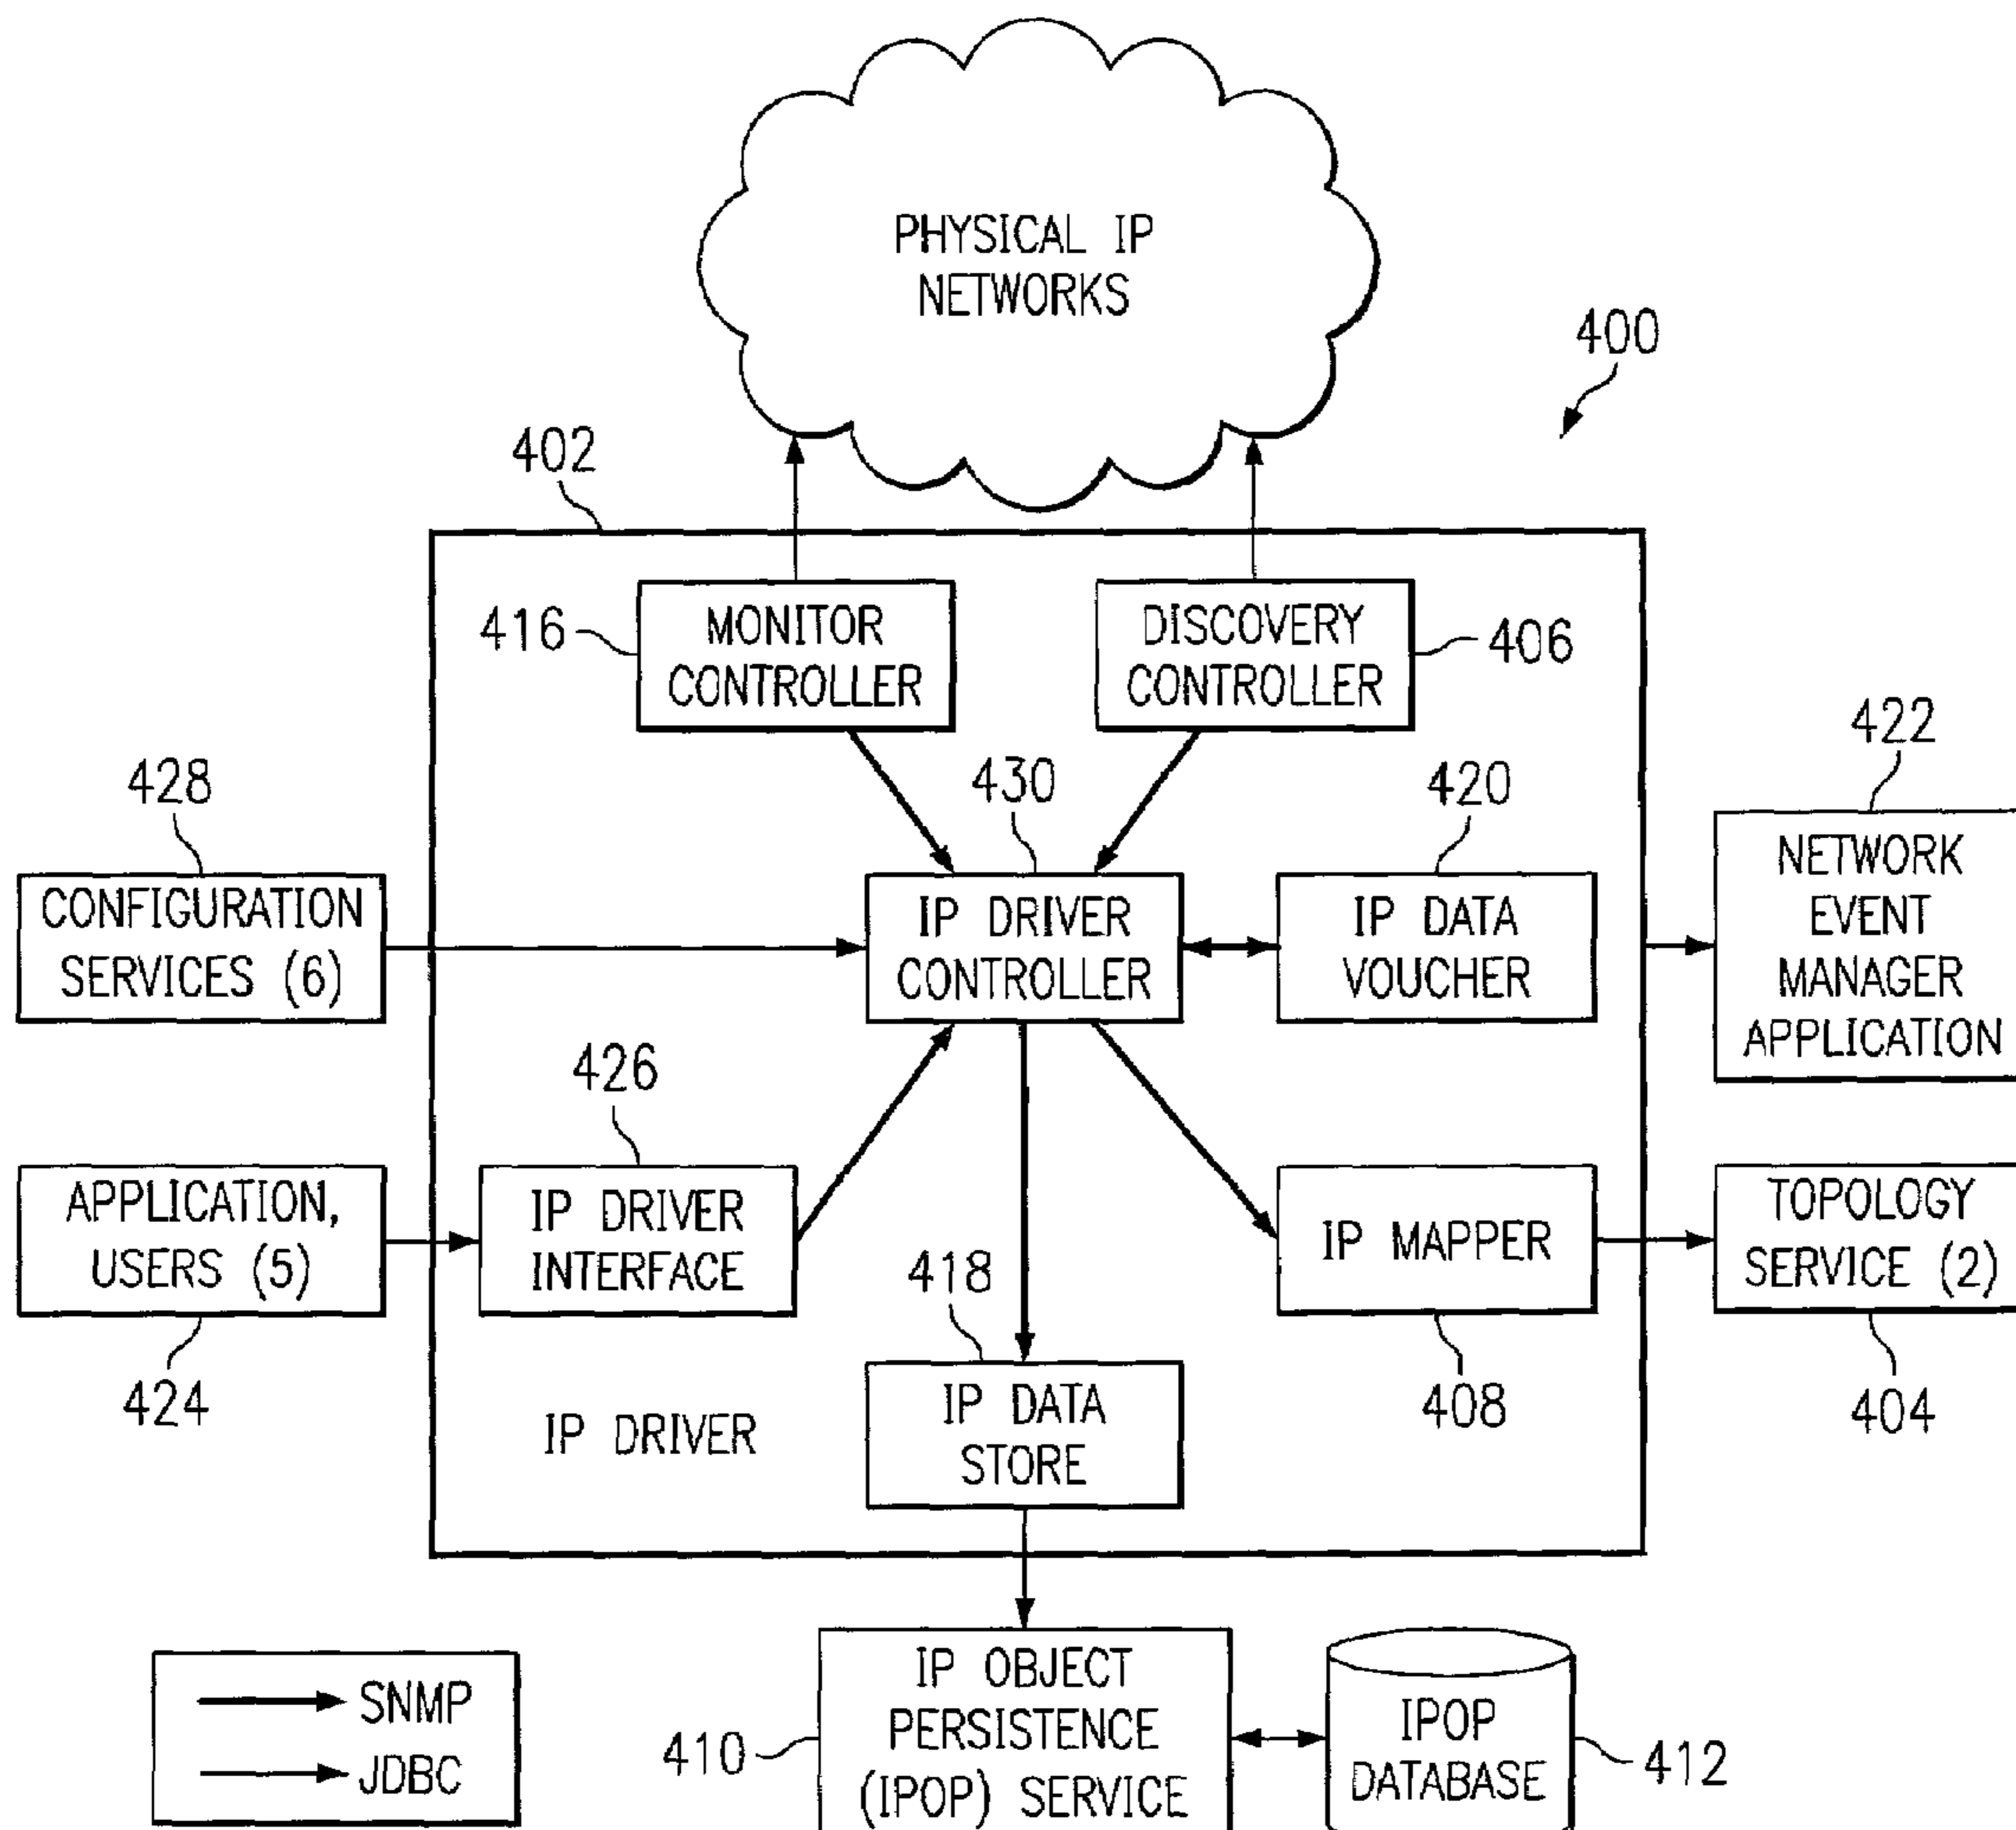 PHYSICAL IP
NETWORKS
400
402
MONITOR
CONTROLLER
416
DISCOVERY
CONTROLLER
406
422
428
430
420
NETWORK
EVENT
MANAGER
APPLICATION
CONFIGURATION
SERVICES (6)
IP DRIVER
CONTROLLER
IP DATA
VOUCHER
426
APPLICATION,
USERS (5)
IP DRIVER
INTERFACE
418
IP MAPPER
TOPOLOGY
SERVICE (2)
424
IP DRIVER
IP DATA
STORE
408
404
SNMP
JDBC
410
IP OBJECT
PERSISTENCE
(IPOP) SERVICE
IPOP
DATABASE
412